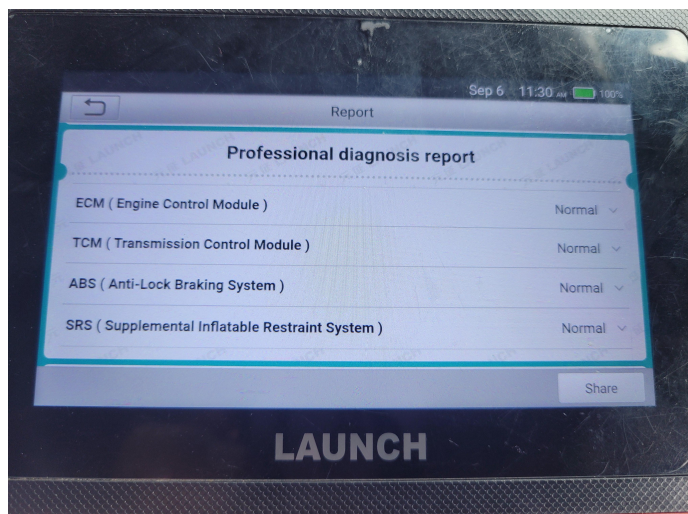 Sep 6 11:30 AM 100%
Report
Professional diagnosis report
ECM ( Engine Control Module ) Normal
TCM ( Transmission Control Module ) Normal
ABS ( Anti-Lock Braking System ) Normal
SRS ( Supplemental Inflatable Restraint System ) Normal
Share
LAUNCH